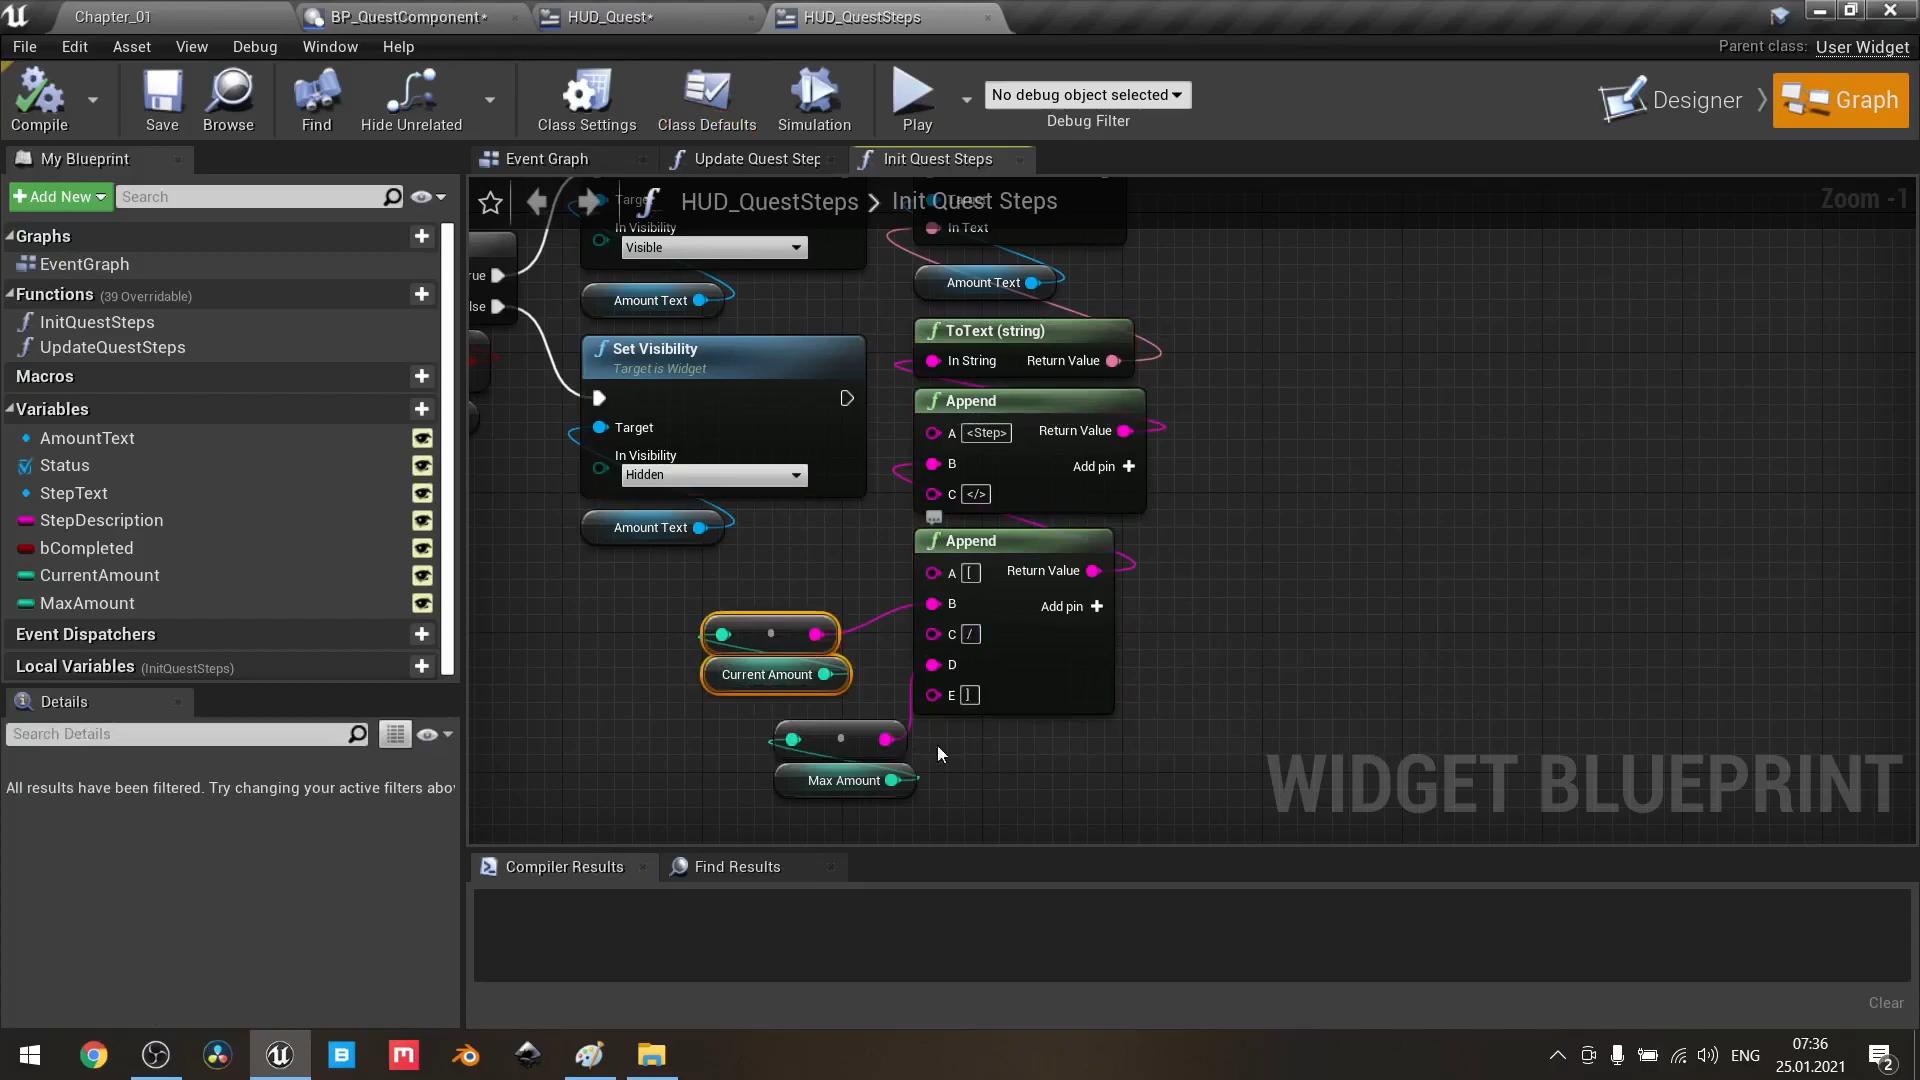 Chapter_01
BP_QuestComponent*
HUD_Quest*
HUD_QuestSteps
File Edit Asset View Debug Window Help
Parent class: User Widget
Compile
Save
Browse
Find
Hide Unrelated
Class Settings
Class Defaults
Simulation
Play
No debug object selected
Debug Filter
Designer
Graph
My Blueprint
Event Graph
Update Quest Step
Init Quest Steps
Add New
Search
HUD_QuestSteps > Init Quest Steps
Zoom -1
Graphs
EventGraph
Functions (39 Overridable)
InitQuestSteps
UpdateQuestSteps
Macros
Variables
AmountText
Status
StepText
StepDescription
bCompleted
CurrentAmount
MaxAmount
Event Dispatchers
Local Variables (InitQuestSteps)
Details
Search Details
All results have been filtered. Try changing your active filters abo
rue
lse
In Visibility
Visible
Amount Text
Set Visibility
Target is Widget
Target
In Visibility
Hidden
Amount Text
In Text
Amount Text
ToText (string)
In String Return Value
Append
A <Step> Return Value
B
Add pin
C </>
Append
A [ Return Value
B
Add pin
C /
D
E ]
Current Amount
Max Amount
WIDGET BLUEPRINT
Compiler Results
Find Results
Clear
ENG
07:36
25.01.2021
2